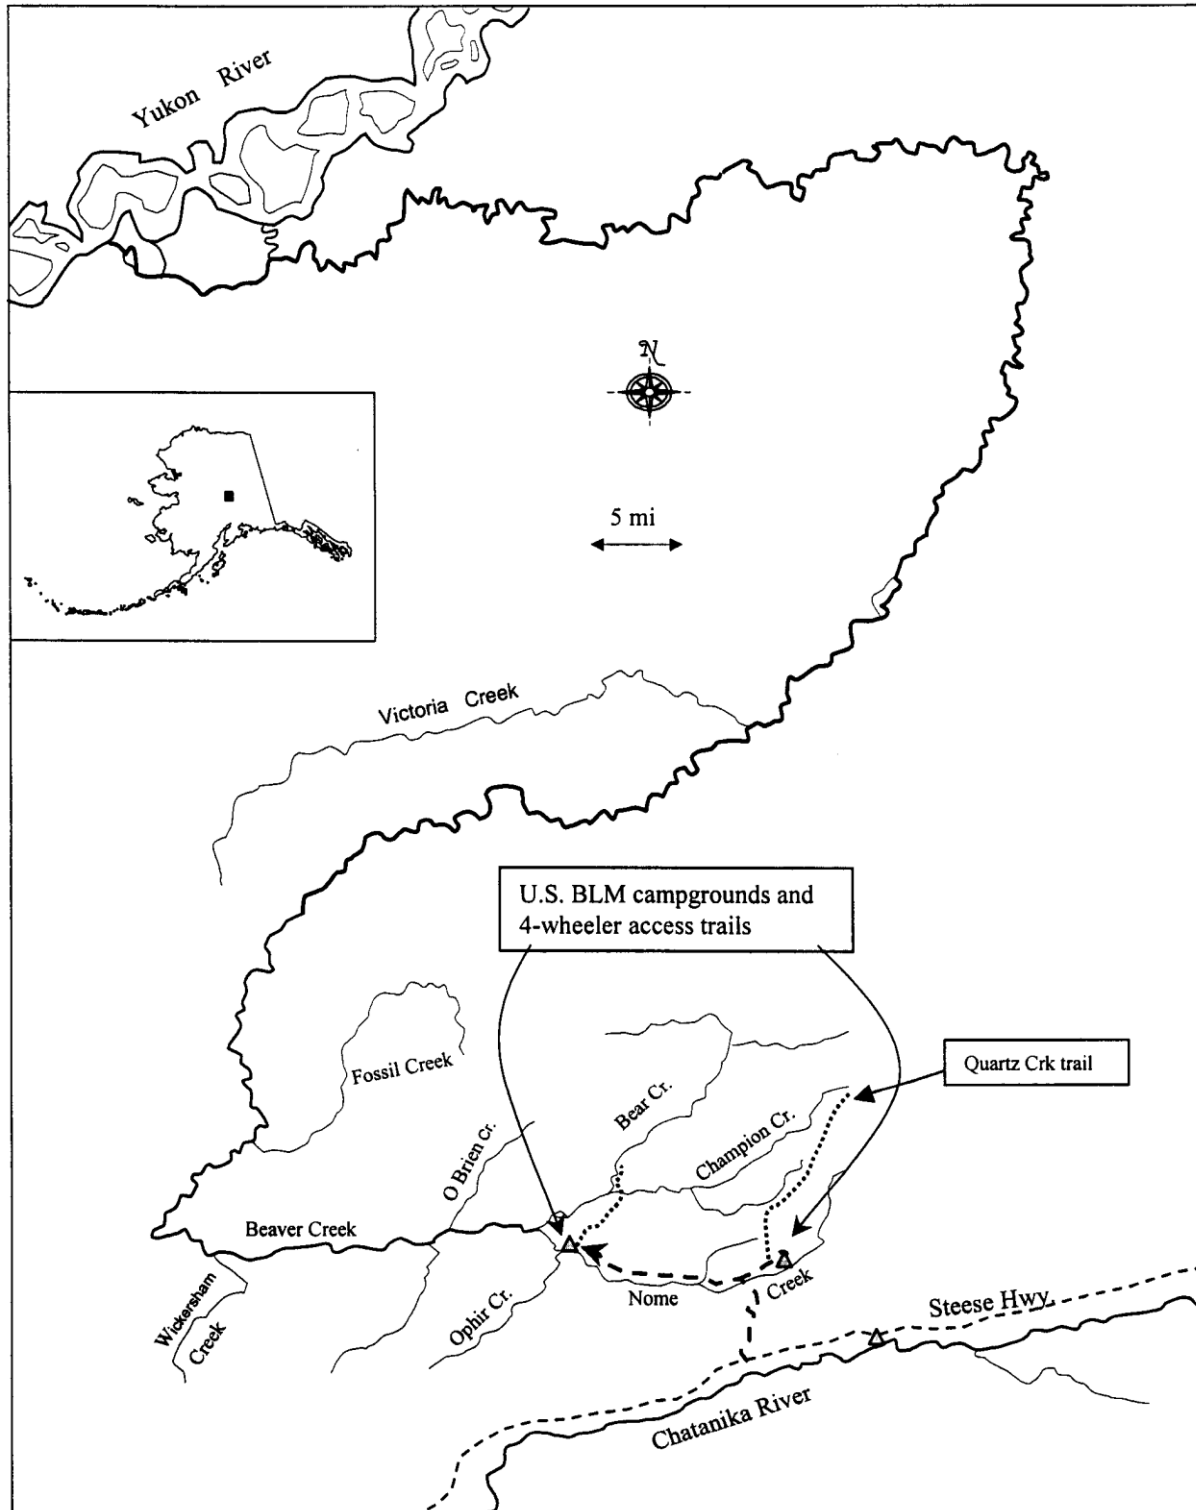 Yukon River
N
5 mi
Victoria Creek
U.S. BLM campgrounds and
4-wheeler access trails
Quartz Crk trail
Fossil Creek
Bear Cr.
O Brien Cr.
Champion Cr.
Beaver Creek
Wickersham
Creek
Ophir Cr.
Nome
Creek
Steese Hwy.
Chatanika River